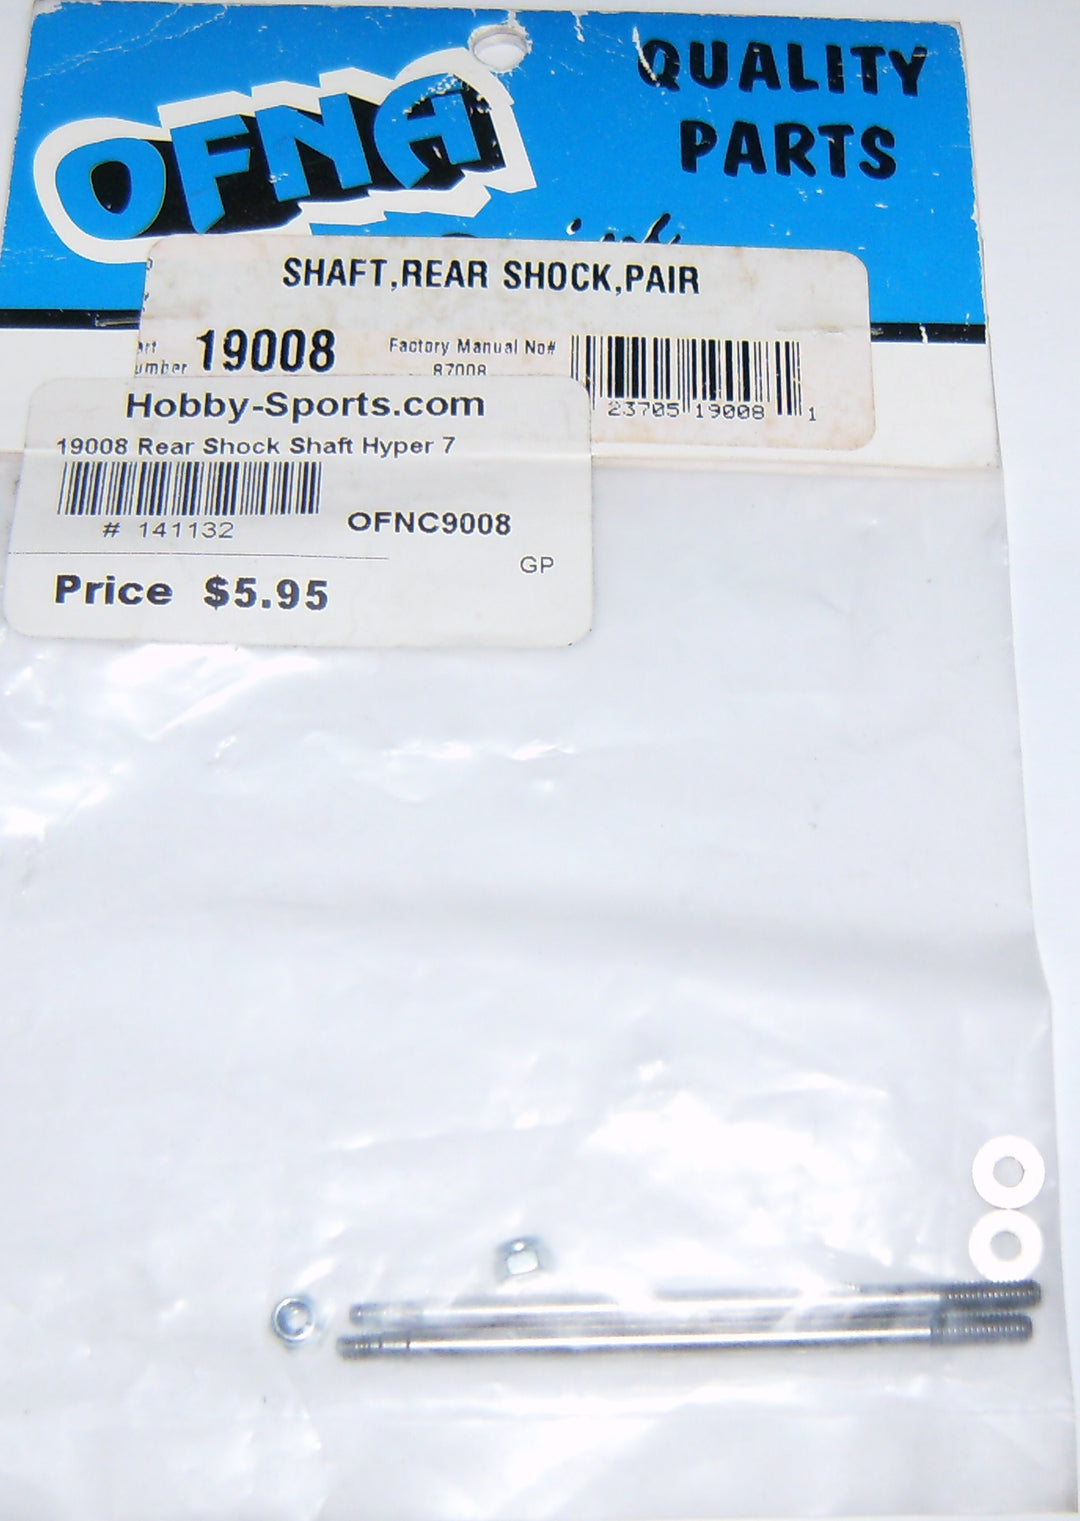 OFNA
QUALITY
PARTS
SHAFT,REAR SHOCK,PAIR
19008 Factory Manual No#
87008
23705 19008 1
Hobby-Sports.com
19008 Rear Shock Shaft Hyper 7
# 141132
OFNC9008
GP
Price $5.95